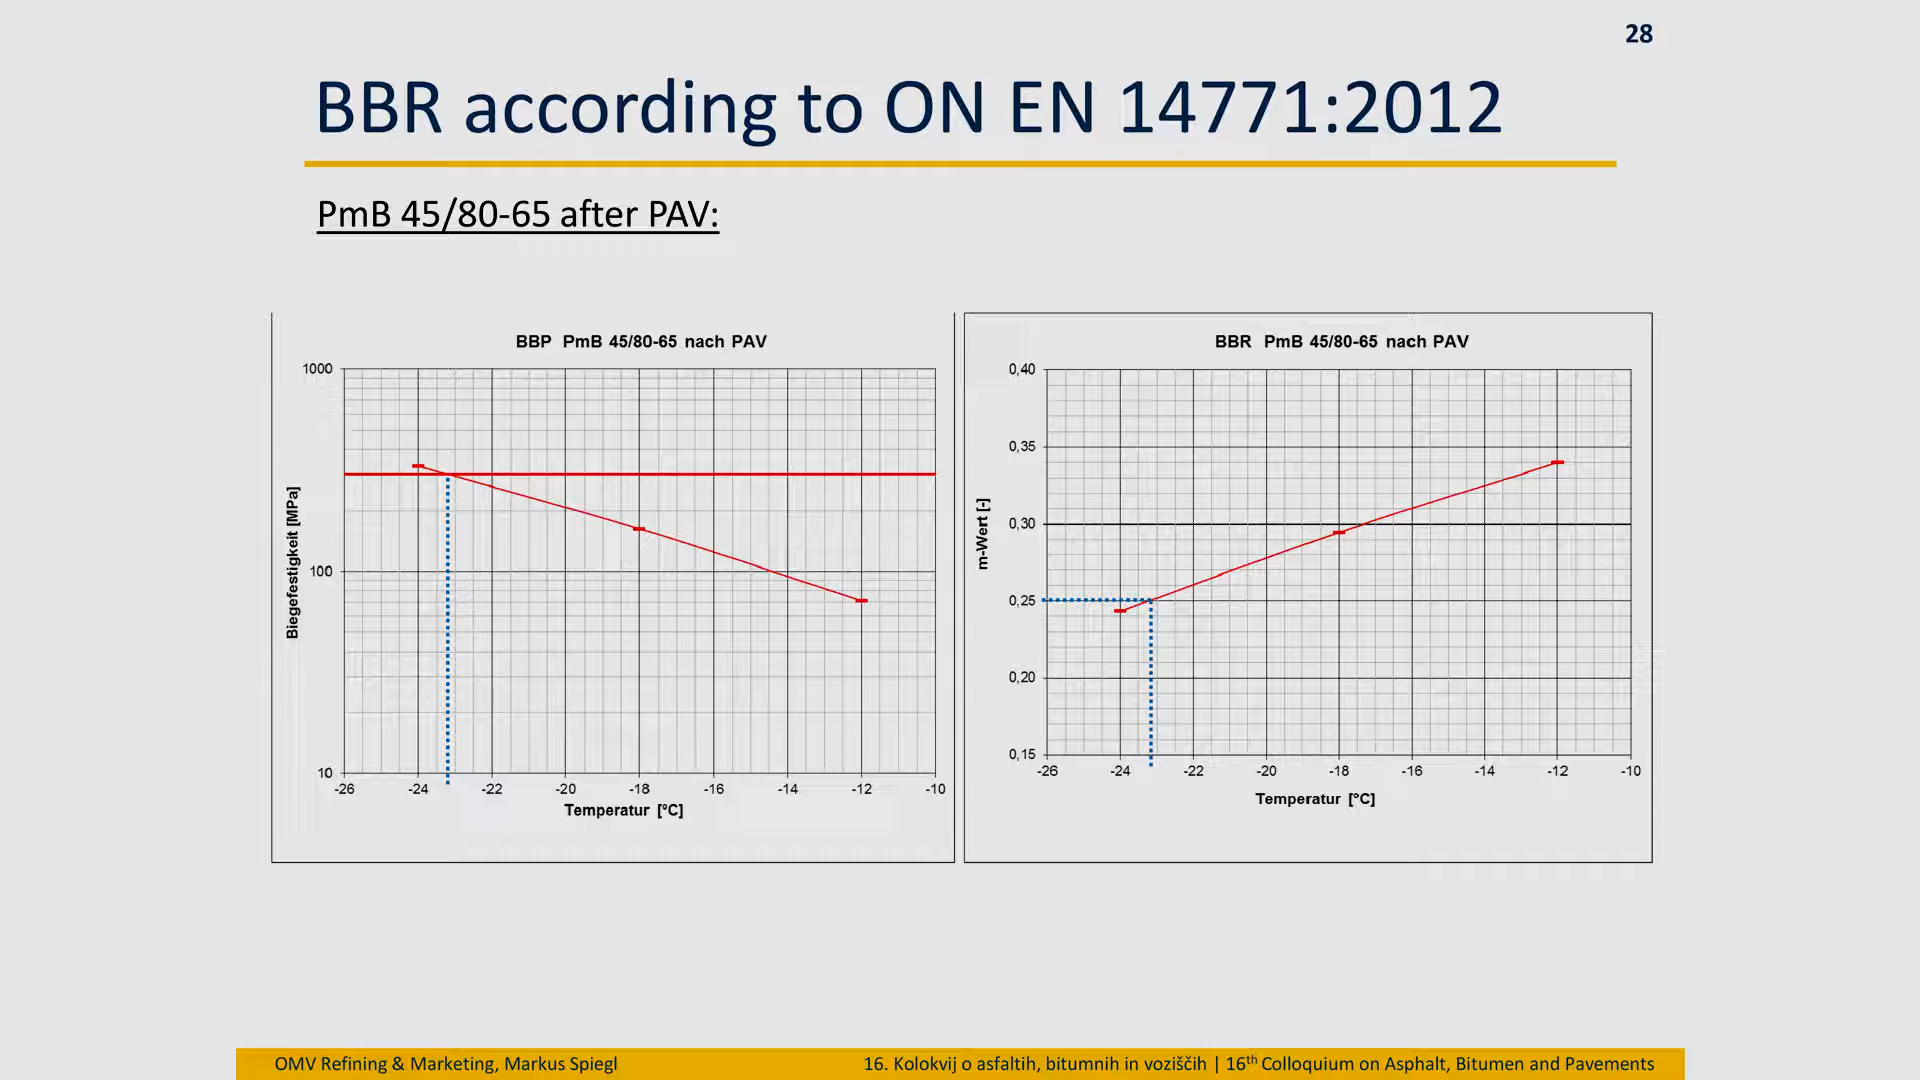 28
BBR according to ON EN 14771:2012
PmB 45/80-65 after PAV:
BBP PmB 45/80-65 nach PAV
1000
100
10
Biegefestigkeit [MPa]
-26 -24 -22 -20 -18 -16 -14 -12 -10
Temperatur [°C]
BBR PmB 45/80-65 nach PAV
0,40
0,35
0,30
0,25
0,20
0,15
m-Wert [-]
-26 -24 -22 -20 -18 -16 -14 -12 -10
Temperatur [°C]
OMV Refining & Marketing, Markus Spiegl
16. Kolokvij o asfaltih, bitumnih in voziščih | 16th Colloquium on Asphalt, Bitumen and Pavements